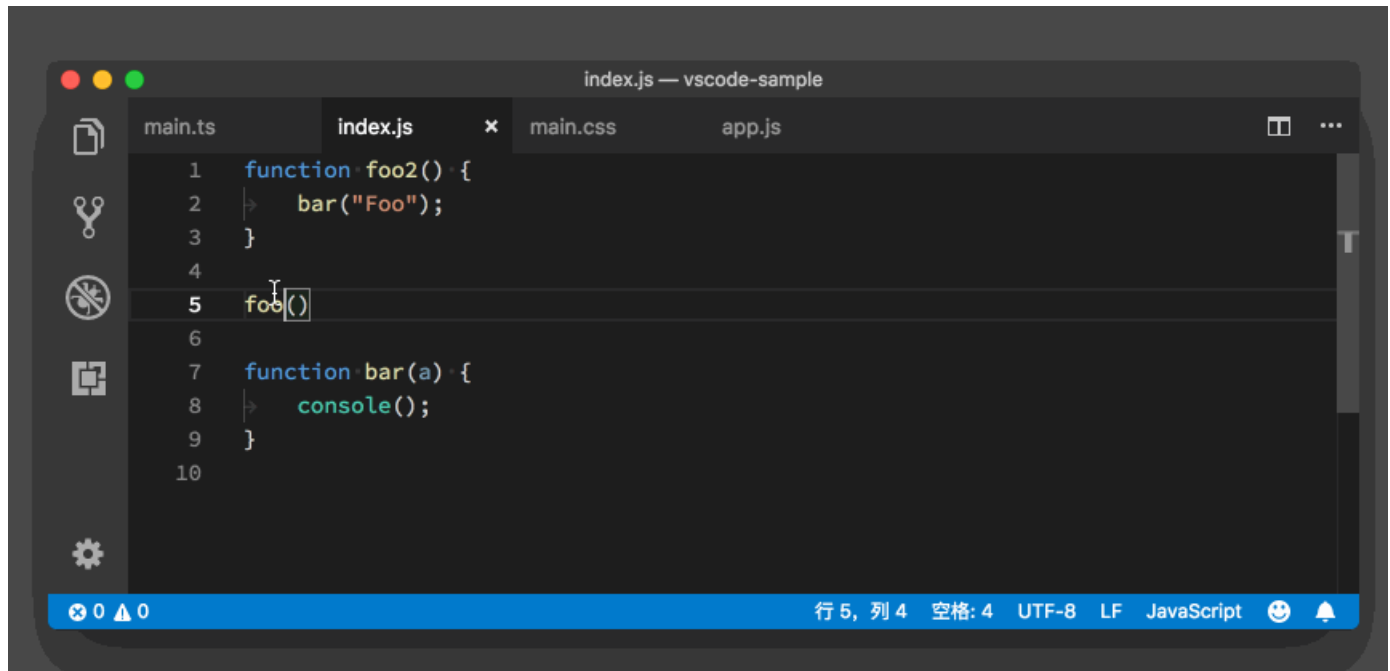 index.js — vscode-sample
main.ts index.js × main.css app.js ···
1 function foo2() {
2 bar("Foo");
3 }
4
5 foo()
6
7 function bar(a) {
8 console();
9 }
10
0 0 行 5，列 4 空格: 4 UTF-8 LF JavaScript